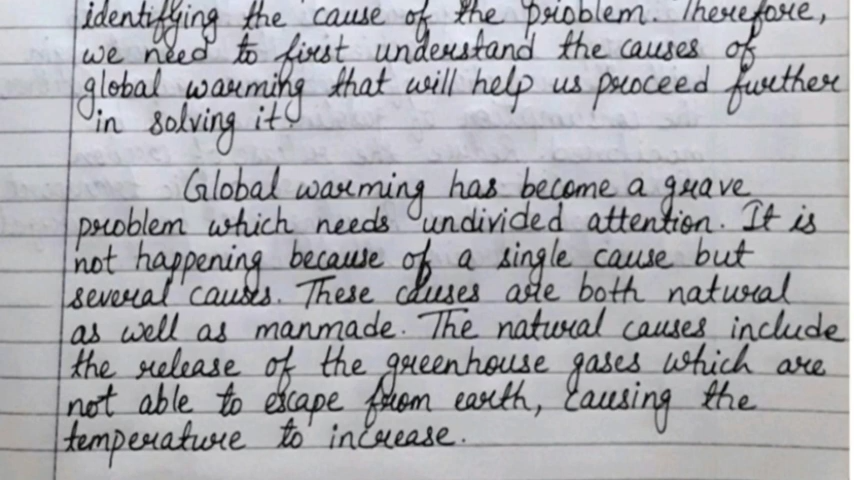 identifying the cause of the problem. Therefore,
we need to first understand the causes of
global warming that will help us proceed further
in solving it.
Global warming has become a grave
problem which needs undivided attention. It is
not happening because of a single cause but
several causes. These causes are both natural
as well as manmade. The natural causes include
the release of the greenhouse gases which are
not able to escape from earth, causing the
temperature to increase.